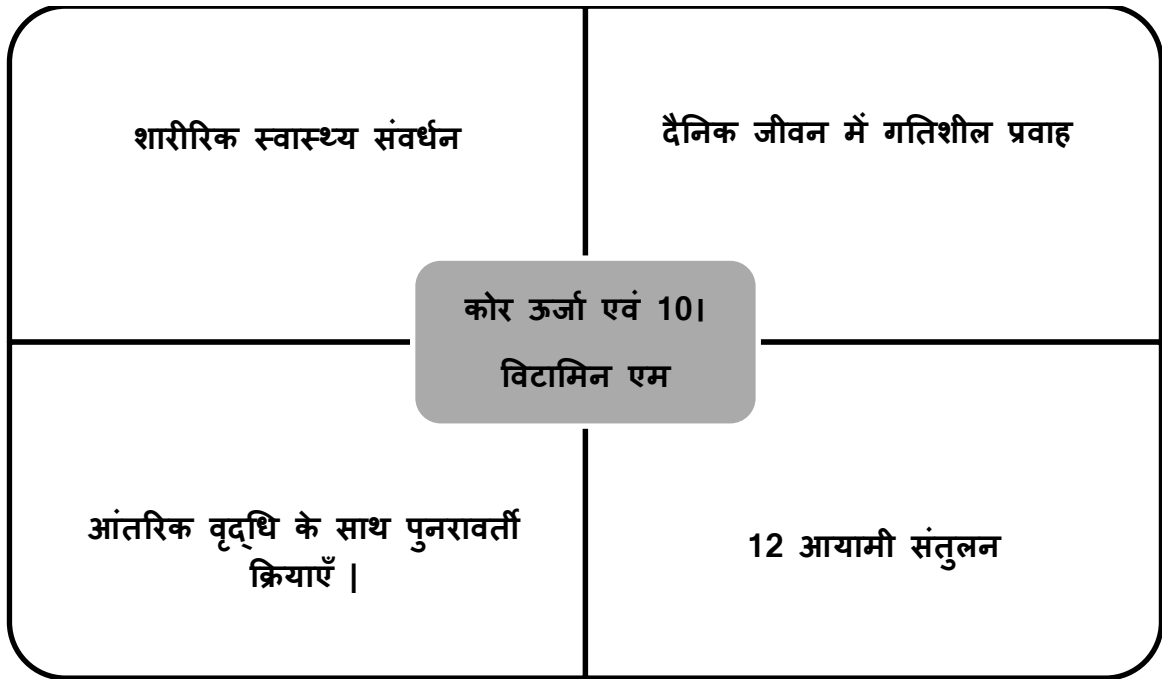 शारीरिक स्वास्थ्य संवर्धन
दैनिक जीवन में गतिशील प्रवाह
कोर ऊर्जा एवं 10।
विटामिन एम
आंतरिक वृद्धि के साथ पुनरावर्ती
क्रियाएँ |
12 आयामी संतुलन